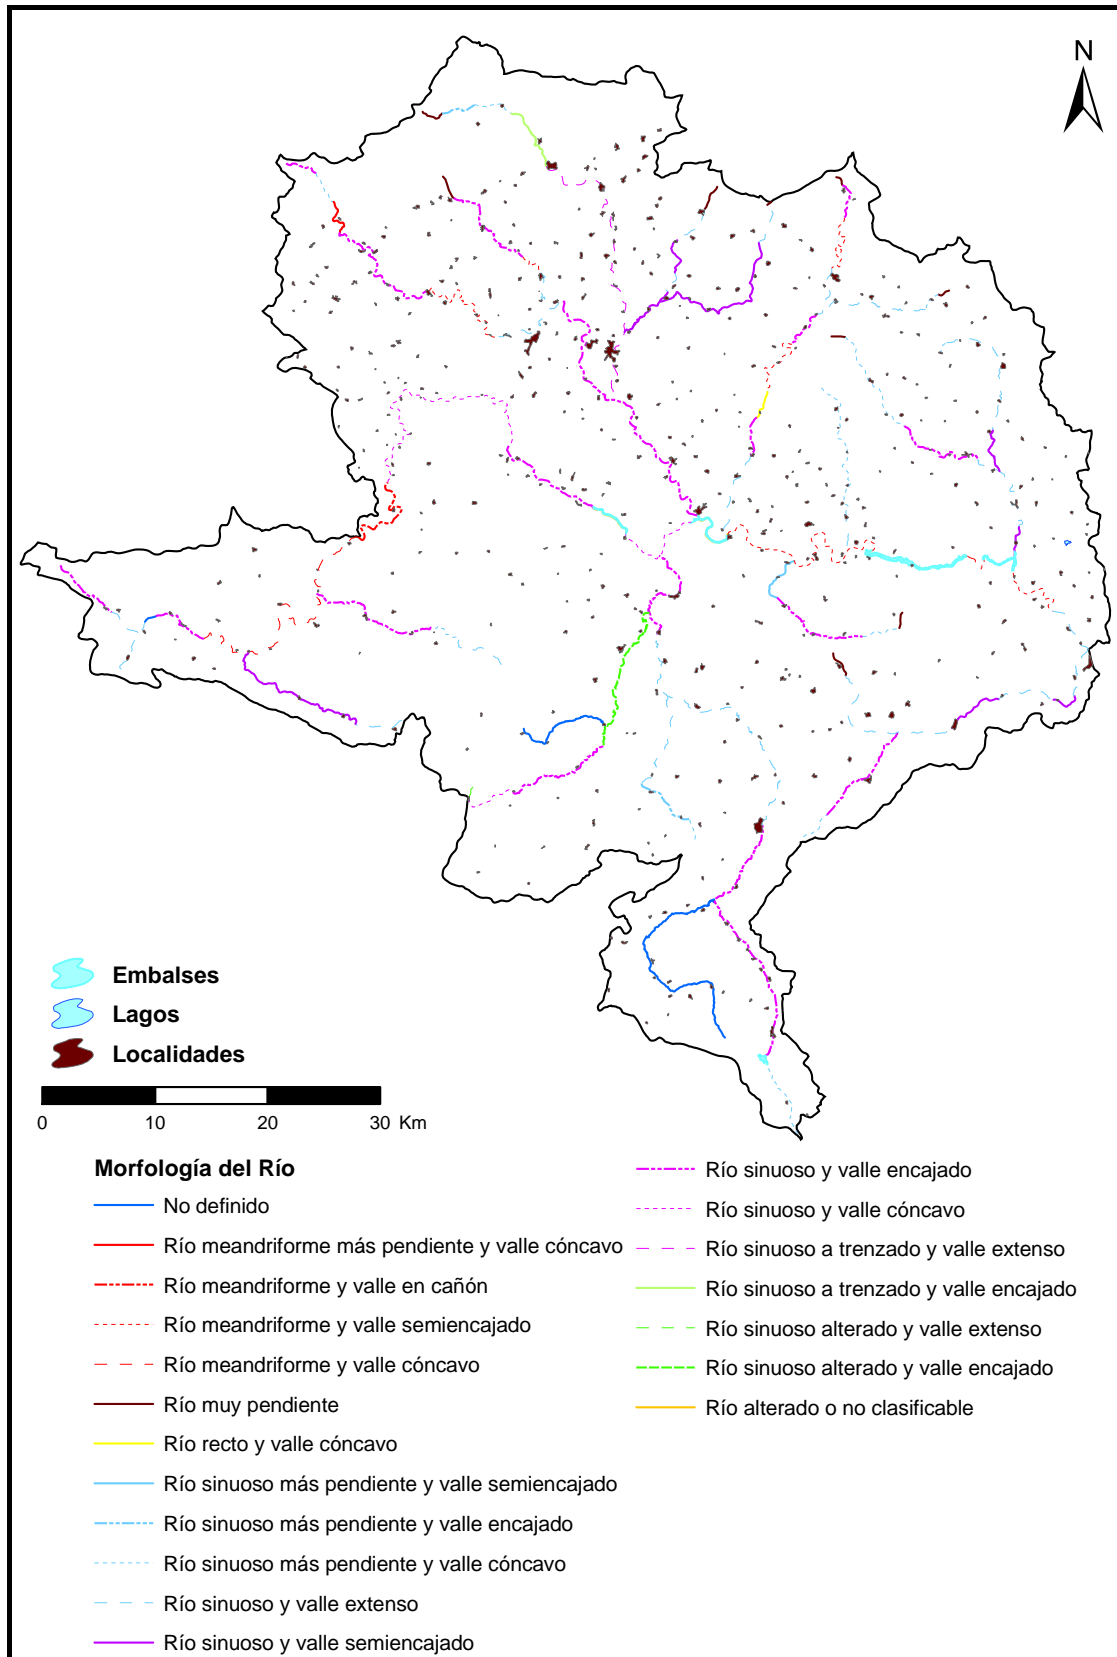 N
Embalses
Lagos
Localidades
0 10 20 30 Km
Morfología del Río
No definido
Río meandriforme más pendiente y valle cóncavo
Río meandriforme y valle en cañón
Río meandriforme y valle semiencajado
Río meandriforme y valle cóncavo
Río muy pendiente
Río recto y valle cóncavo
Río sinuoso más pendiente y valle semiencajado
Río sinuoso más pendiente y valle encajado
Río sinuoso más pendiente y valle cóncavo
Río sinuoso y valle extenso
Río sinuoso y valle semiencajado
Río sinuoso y valle encajado
Río sinuoso y valle cóncavo
Río sinuoso a trenzado y valle extenso
Río sinuoso a trenzado y valle encajado
Río sinuoso alterado y valle extenso
Río sinuoso alterado y valle encajado
Río alterado o no clasificable